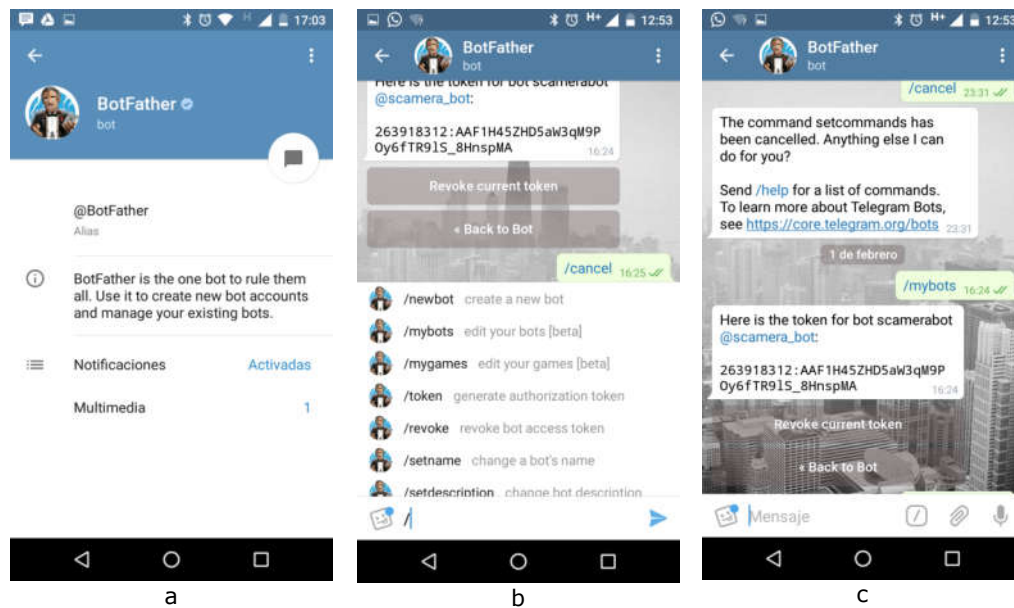 17:03
BotFather
bot
@BotFather
Alias
BotFather is the one bot to rule them
all. Use it to create new bot accounts
and manage your existing bots.
Notificaciones Activadas
Multimedia 1
a
H+ 12:53
BotFather
bot
Here is the token for bot scamerabot
@scamera_bot:
263918312:AAF1H45ZHD5aW3qM9P
Oy6fTR9lS_8HnspMA 16:24
Revoke current token
« Back to Bot
/cancel 16:25
/newbot create a new bot
/mybots edit your bots [beta]
/mygames edit your games [beta]
/token generate authorization token
/revoke revoke bot access token
/setname change a bot's name
/setdescription change bot description
/
b
H+ 12:53
BotFather
bot
/cancel 23:31
The command setcommands has
been cancelled. Anything else I can
do for you?
Send /help for a list of commands.
To learn more about Telegram Bots,
see https://core.telegram.org/bots 23:31
1 de febrero
/mybots 16:24
Here is the token for bot scamerabot
@scamera_bot:
263918312:AAF1H45ZHD5aW3qM9P
Oy6fTR9lS_8HnspMA 16:24
Revoke current token
« Back to Bot
Mensaje
c